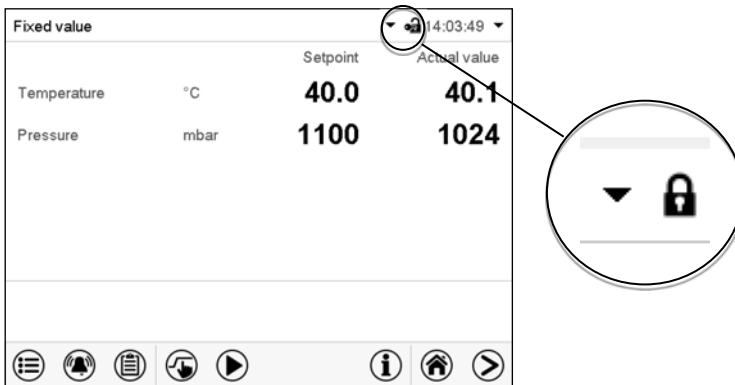 Fixed value 14:03:49
Setpoint Actual value
Temperature °C 40.0 40.1
Pressure mbar 1100 1024